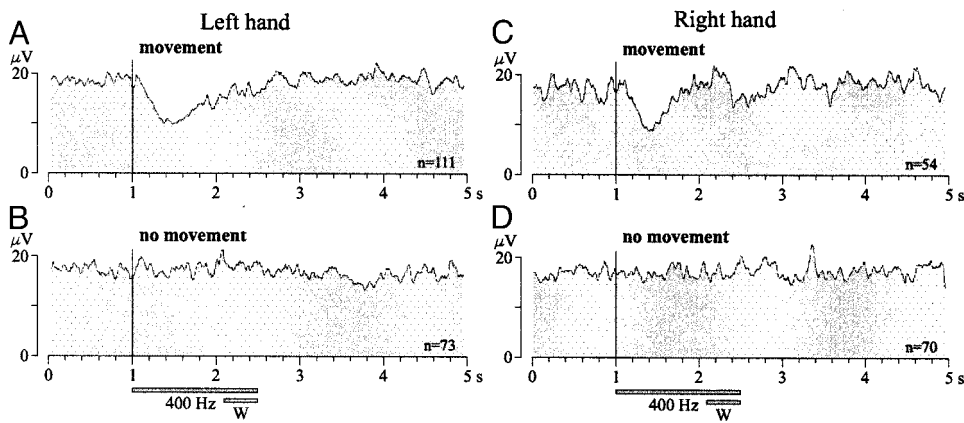 Left hand
Right hand
A
movement
μV
20
0
n=111
0 1 2 3 4 5 s
C
movement
μV
20
0
n=54
0 1 2 3 4 5 s
B
no movement
μV
20
0
n=73
0 1 2 3 4 5 s
400 Hz
W
D
no movement
μV
20
0
n=70
0 1 2 3 4 5 s
400 Hz
W